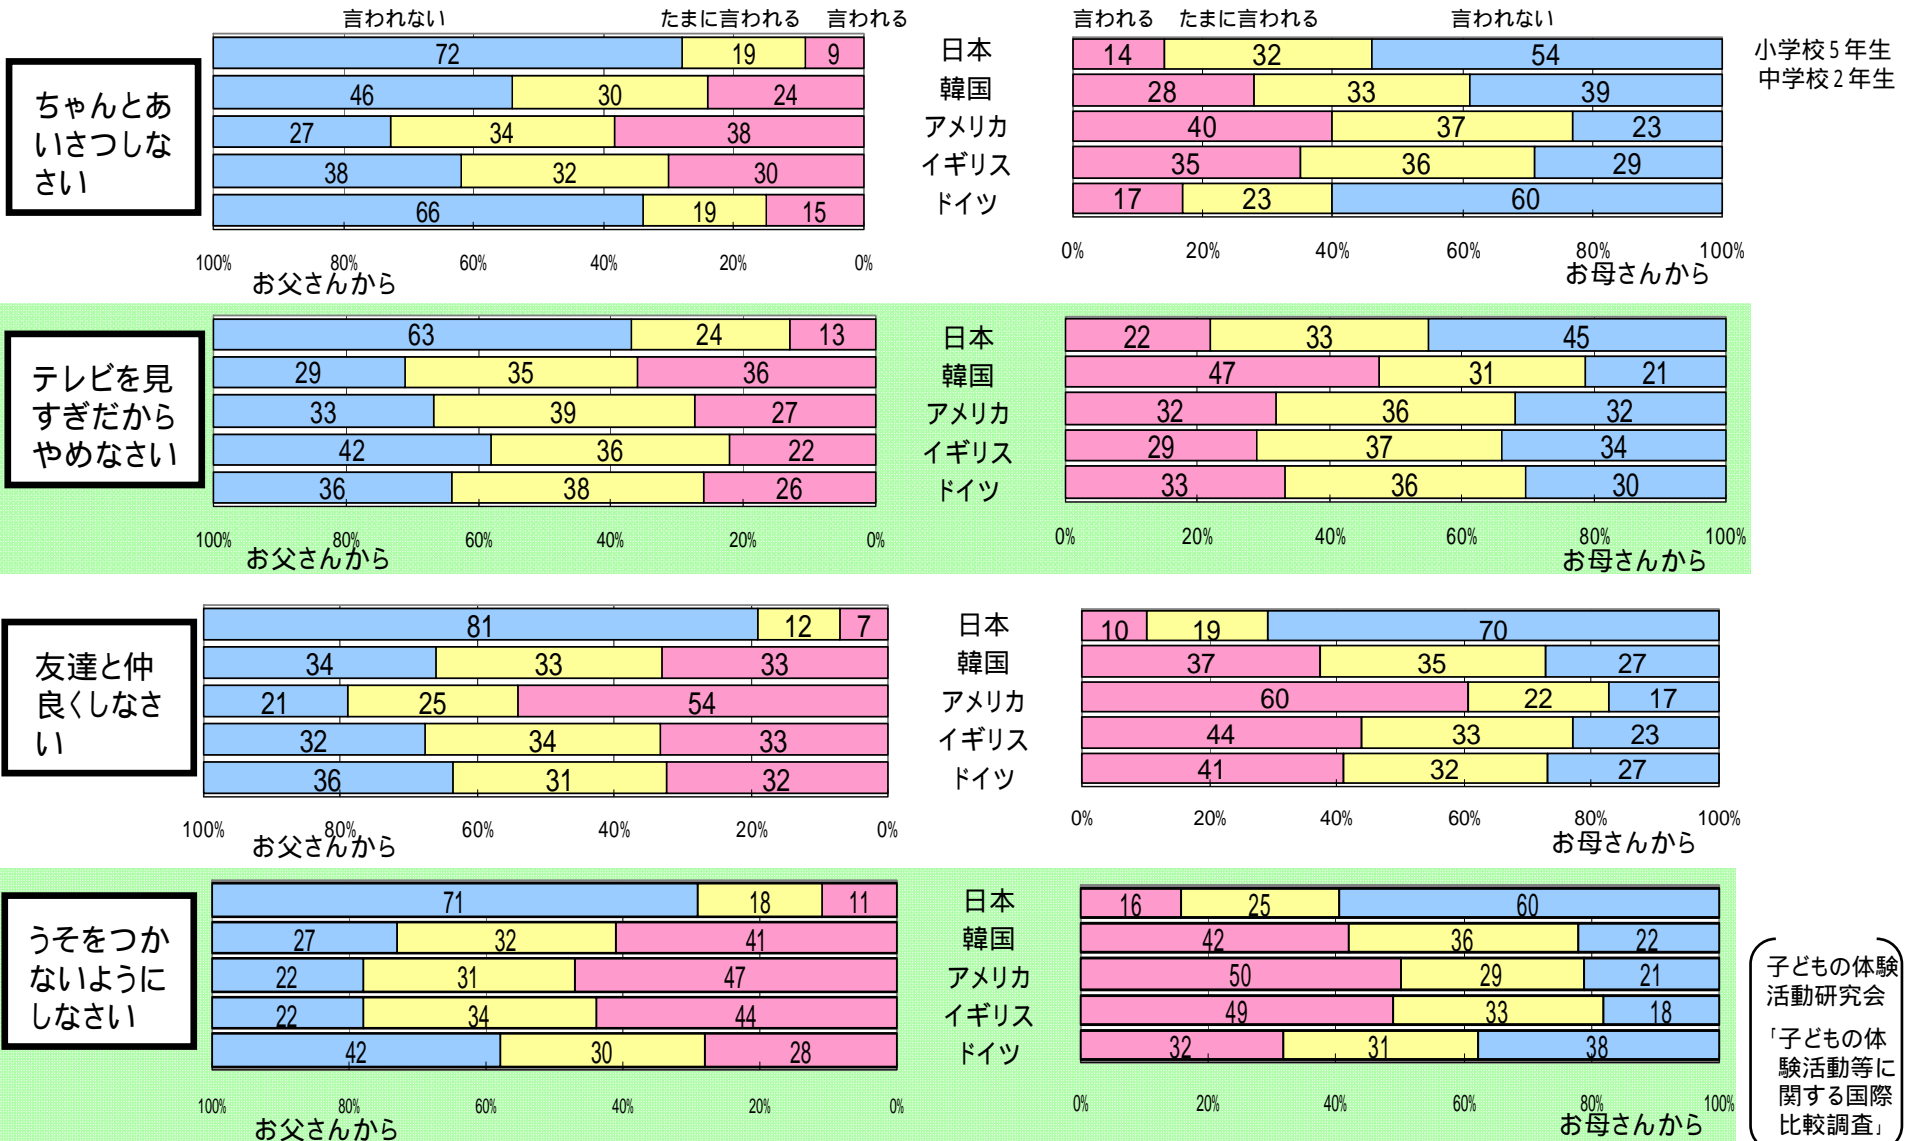 言われない たまに言われる 言われる 言われる たまに言われる 言われない
小学校5年生
中学校2年生
ちゃんとあ
いさつしな
さい
72 19 9 日本 14 32 54
46 30 24 韓国 28 33 39
27 34 38 アメリカ 40 37 23
38 32 30 イギリス 35 36 29
66 19 15 ドイツ 17 23 60
100% 80% 60% 40% 20% 0% 0% 20% 40% 60% 80% 100%
お父さんから お母さんから
テレビを見
すぎだから
やめなさい
63 24 13 日本 22 33 45
29 35 36 韓国 47 31 21
33 39 27 アメリカ 32 36 32
42 36 22 イギリス 29 37 34
36 38 26 ドイツ 33 36 30
100% 80% 60% 40% 20% 0% 0% 20% 40% 60% 80% 100%
お父さんから お母さんから
友達と仲
良くしなさ
い
81 12 7 日本 10 19 70
34 33 33 韓国 37 35 27
21 25 54 アメリカ 60 22 17
32 34 33 イギリス 44 33 23
36 31 32 ドイツ 41 32 27
100% 80% 60% 40% 20% 0% 0% 20% 40% 60% 80% 100%
お父さんから お母さんから
うそをつか
ないように
しなさい
71 18 11 日本 16 25 60
27 32 41 韓国 42 36 22
22 31 47 アメリカ 50 29 21
22 34 44 イギリス 49 33 18
42 30 28 ドイツ 32 31 38
100% 80% 60% 40% 20% 0% 0% 20% 40% 60% 80% 100%
お父さんから お母さんから
子どもの体験
活動研究会
「子どもの体
験活動等に
関する国際
比較調査」